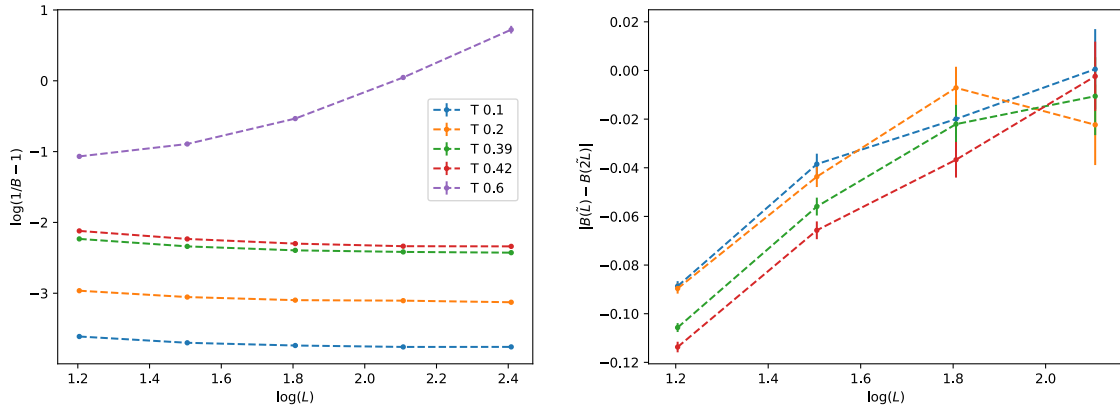 1
0
−1
−2
−3
log(1/B − 1)
T 0.1
T 0.2
T 0.39
T 0.42
T 0.6
1.2 1.4 1.6 1.8 2.0 2.2 2.4
log(L)
0.02
0.00
−0.02
−0.04
−0.06
−0.08
−0.10
−0.12
|B(̃L) − B(̃2L)|
1.2 1.4 1.6 1.8 2.0
log(L)